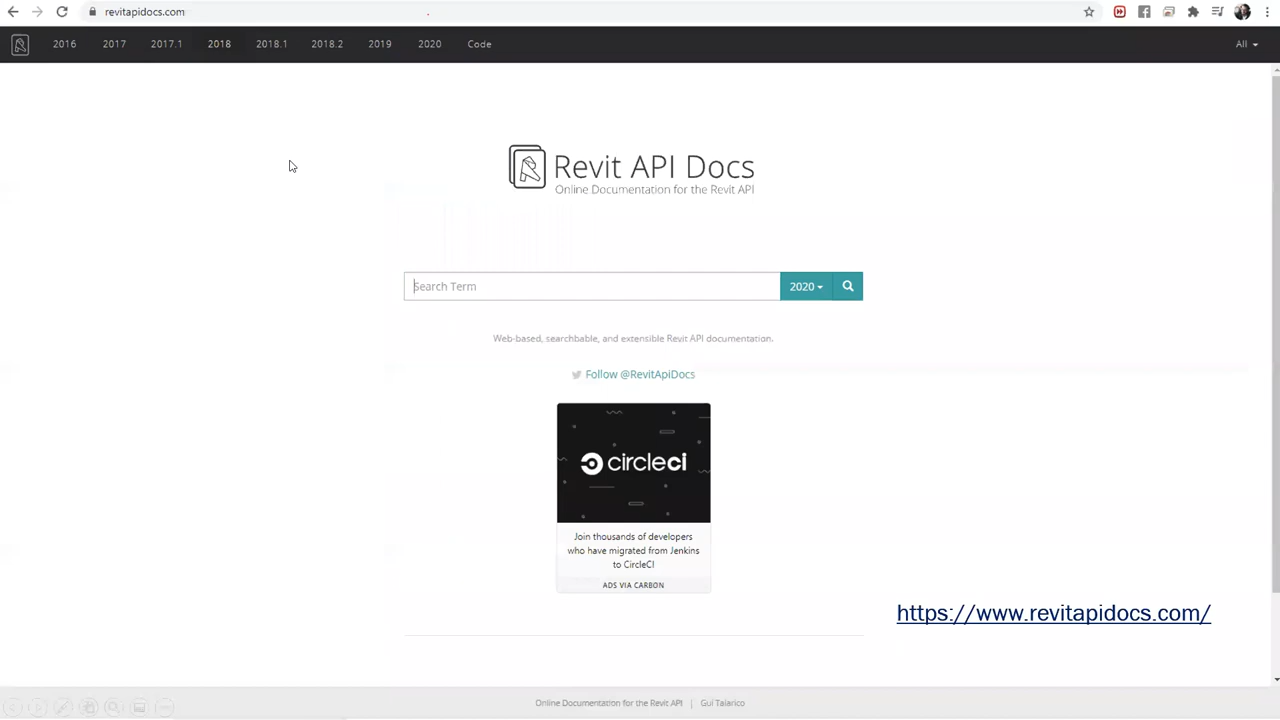 revitapidocs.com
2016 2017 2017.1 2018 2018.1 2018.2 2019 2020 Code All
Revit API Docs
Online Documentation for the Revit API
Search Term 2020
Web-based, searchbable, and extensible Revit API documentation.
Follow @RevitApiDocs
circleci
Join thousands of developers
who have migrated from Jenkins
to CircleCI
ADS VIA CARBON
https://www.revitapidocs.com/
Online Documentation for the Revit API | Gui Talarico